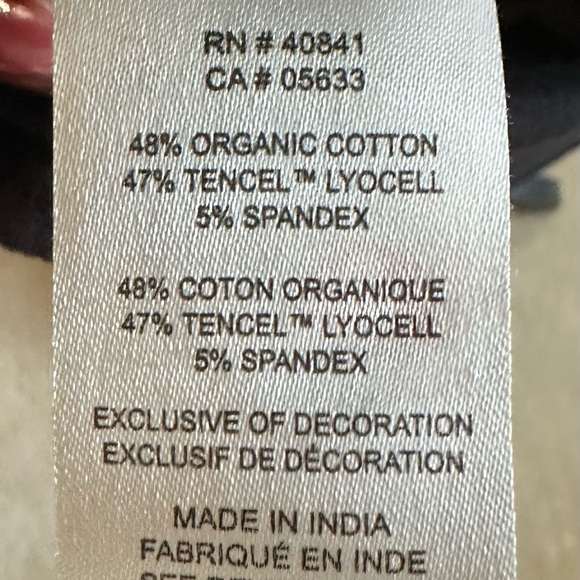 RN # 40841
CA # 05633
48% ORGANIC COTTON
47% TENCEL™ LYOCELL
5% SPANDEX
48% COTON ORGANIQUE
47% TENCEL™ LYOCELL
5% SPANDEX
EXCLUSIVE OF DECORATION
EXCLUSIF DE DÉCORATION
MADE IN INDIA
FABRIQUÉ EN INDE